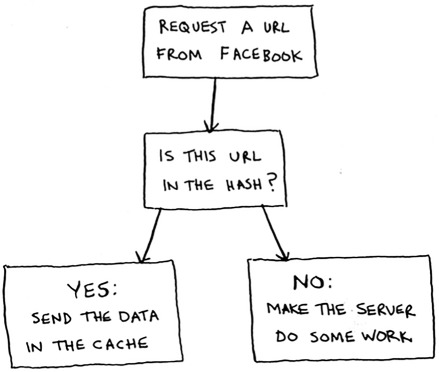 REQUEST A URL
FROM FACEBOOK
IS THIS URL
IN THE HASH?
YES:
SEND THE DATA
IN THE CACHE
NO:
MAKE THE SERVER
DO SOME WORK